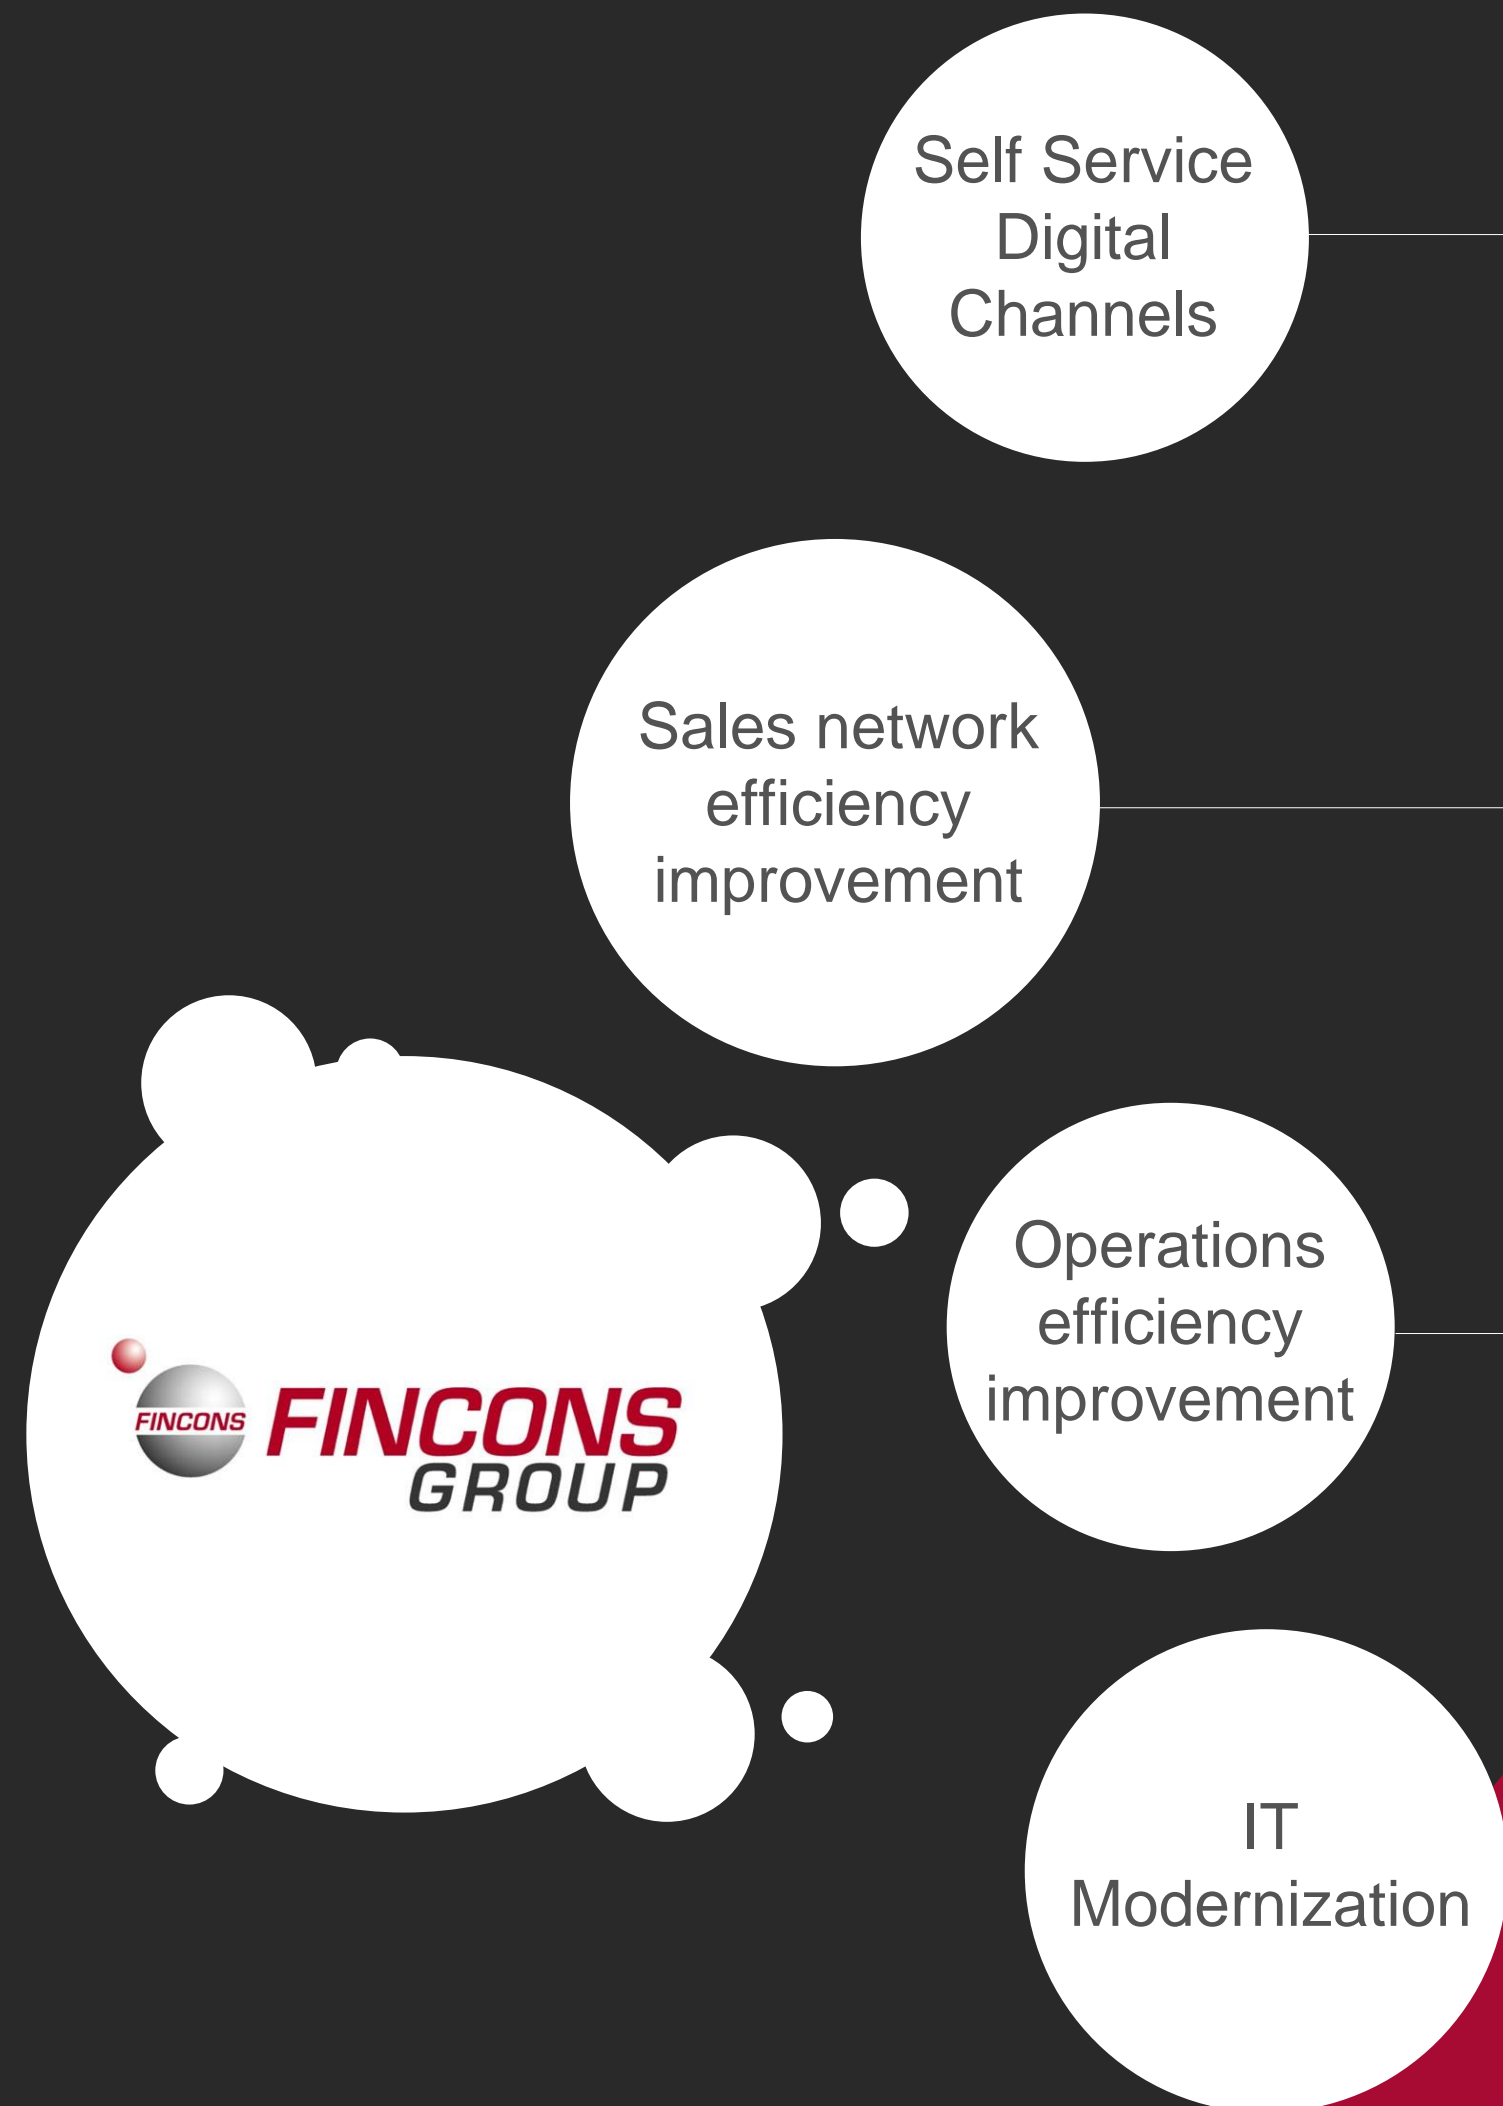 Self Service
Digital
Channels
Sales network
efficiency
improvement
Operations
efficiency
improvement
FINCONS
FINCONS
GROUP
IT
Modernization